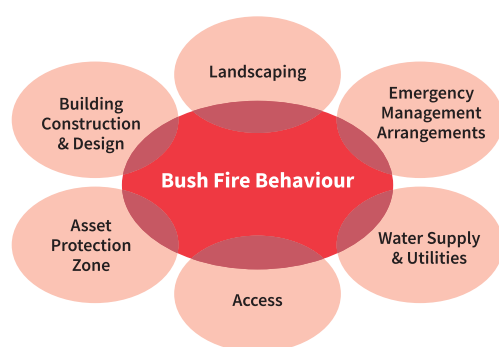 Landscaping
Building
Construction
& Design
Emergency
Management
Arrangements
Bush Fire Behaviour
Asset
Protection
Zone
Water Supply
& Utilities
Access